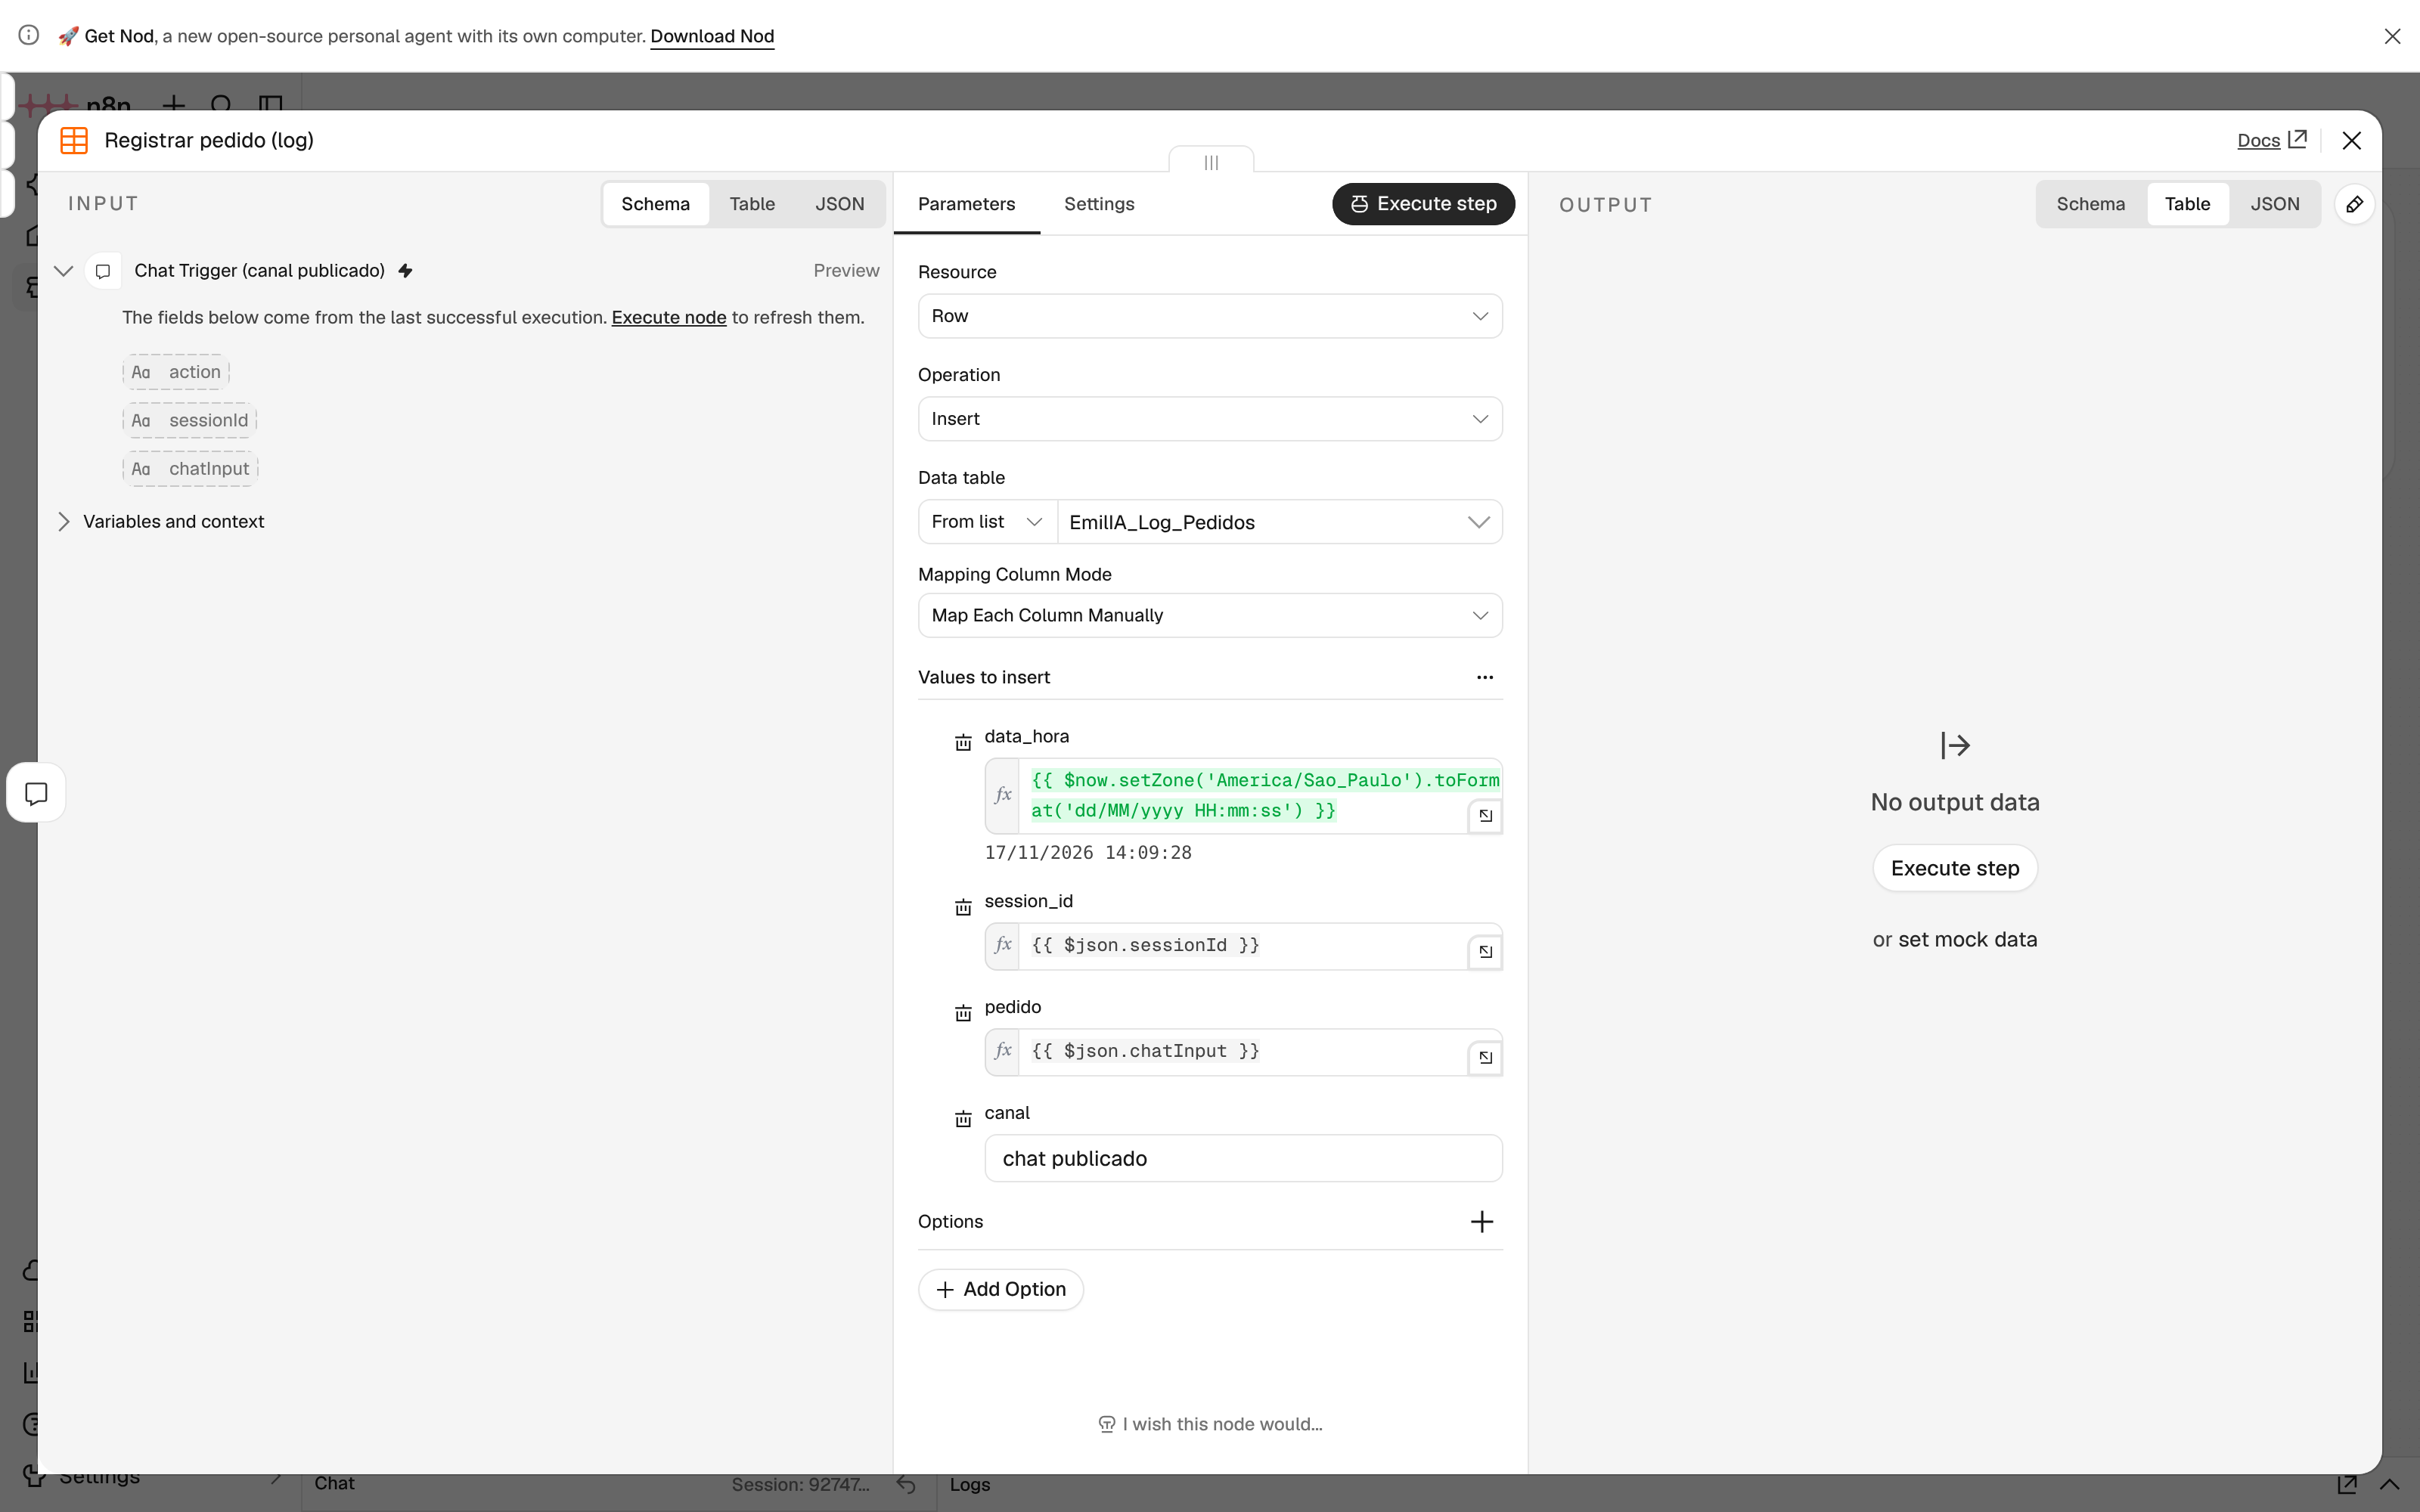 🚀 Get Nod, a new open-source personal agent with its own computer. Download Nod
n8n
Registrar pedido (log)
Docs
INPUT
Schema
Table
JSON
Chat Trigger (canal publicado)
Preview
The fields below come from the last successful execution. Execute node to refresh them.
Aa action
Aa sessionId
Aa chatInput
Variables and context
Parameters
Settings
Execute step
Resource
Row
Operation
Insert
Data table
From list
EmilIA_Log_Pedidos
Mapping Column Mode
Map Each Column Manually
Values to insert
data_hora
fx
{{ $now.setZone('America/Sao_Paulo').toForm
at('dd/MM/yyyy HH:mm:ss') }}
17/11/2026 14:09:28
session_id
fx {{ $json.sessionId }}
pedido
fx {{ $json.chatInput }}
canal
chat publicado
Options
Add Option
I wish this node would...
OUTPUT
Schema
Table
JSON
No output data
Execute step
or set mock data
Settings
Chat
Session: 92747...
Logs